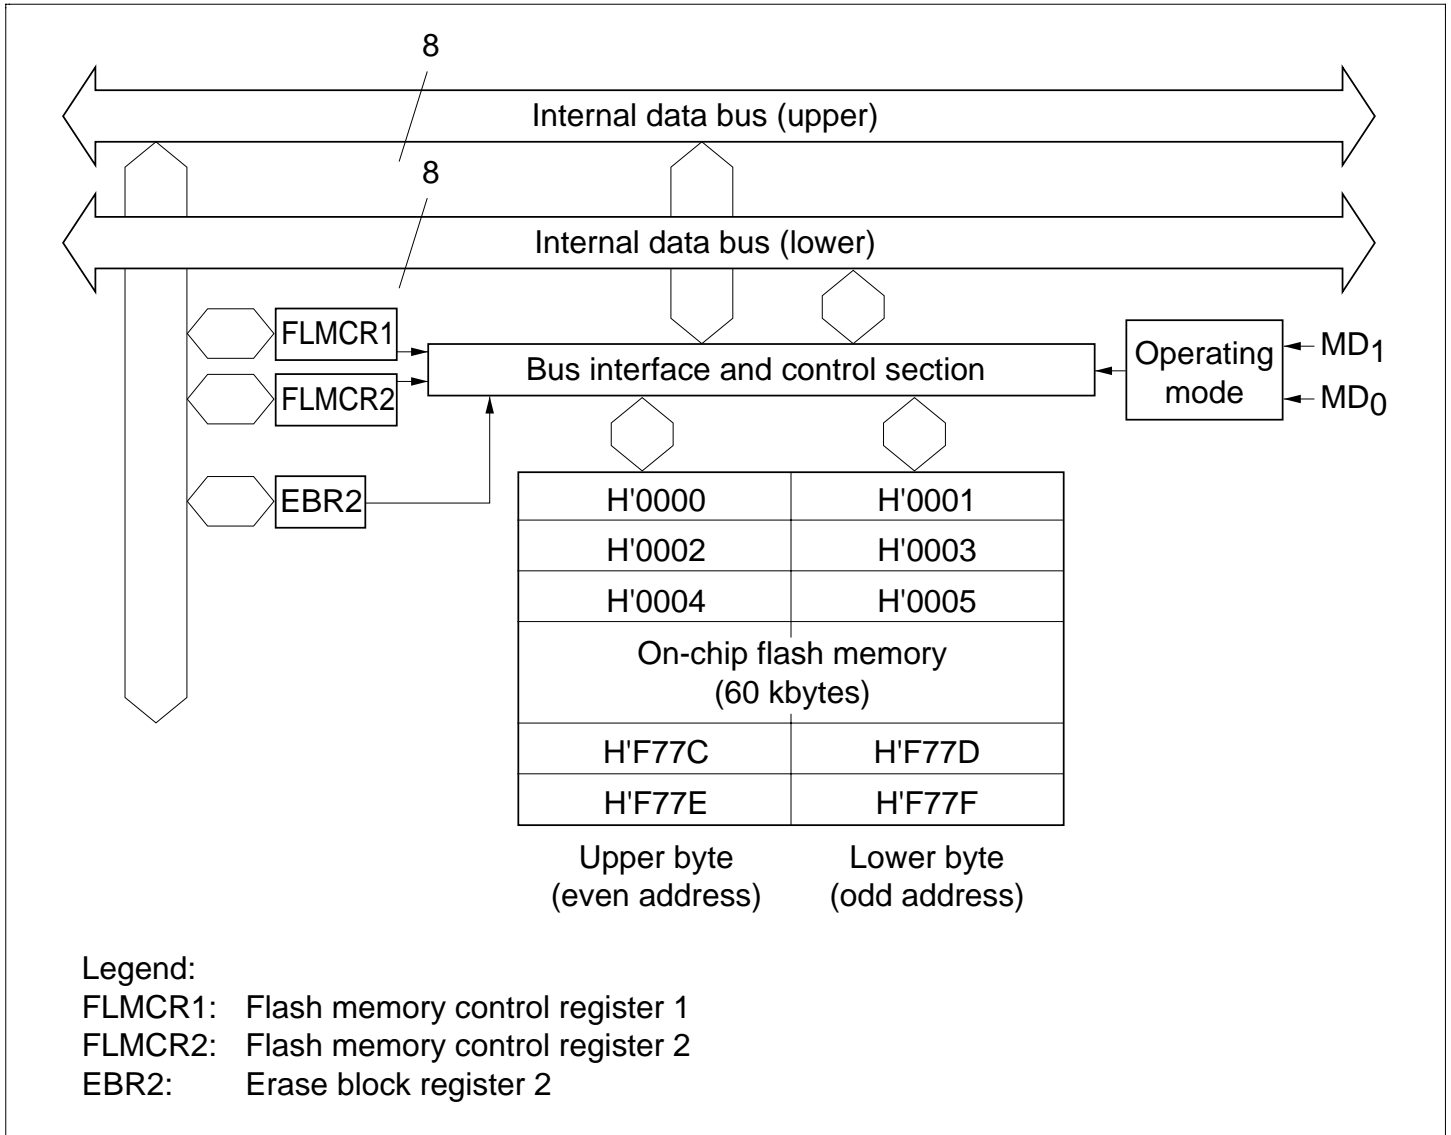 8
Internal data bus (upper)
8
Internal data bus (lower)
FLMCR1
Bus interface and control section
Operating
mode
MD1
MD0
FLMCR2
EBR2
H'0000 H'0001
H'0002 H'0003
H'0004 H'0005
On-chip flash memory
(60 kbytes)
H'F77C H'F77D
H'F77E H'F77F
Upper byte
(even address)
Lower byte
(odd address)
Legend:
FLMCR1: Flash memory control register 1
FLMCR2: Flash memory control register 2
EBR2: Erase block register 2